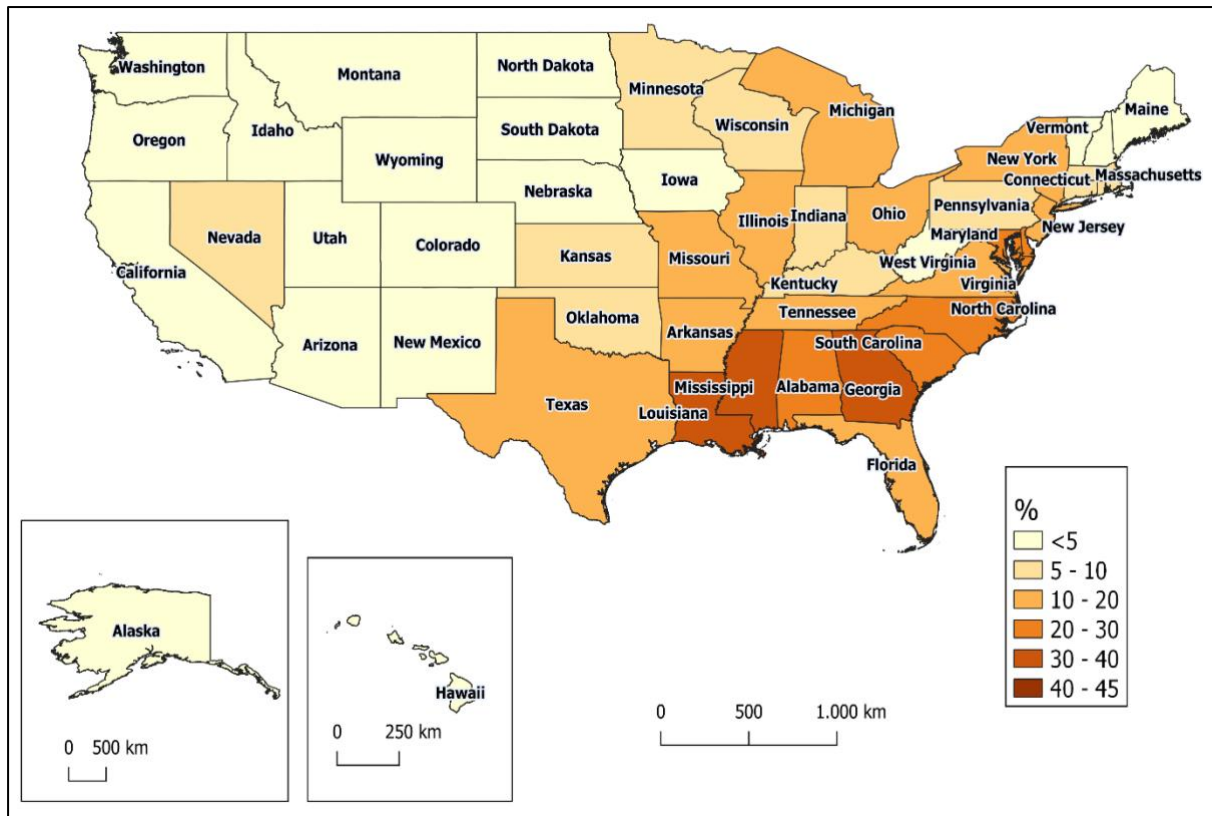 Washington
Montana
North Dakota
Minnesota
Michigan
Maine
Vermont
Oregon
Idaho
South Dakota
Wisconsin
Wyoming
New York
Connecticut
Massachusetts
Nebraska
Iowa
Pennsylvania
Nevada
Utah
Colorado
Illinois
Indiana
Ohio
New Jersey
Maryland
California
Kansas
Missouri
West Virginia
Kentucky
Virginia
Arizona
New Mexico
Oklahoma
Arkansas
Tennessee
North Carolina
South Carolina
Texas
Louisiana
Mississippi
Alabama
Georgia
Florida
%
<5
5 - 10
10 - 20
20 - 30
30 - 40
40 - 45
Alaska
0 500 km
Hawaii
0 250 km
0 500 1.000 km